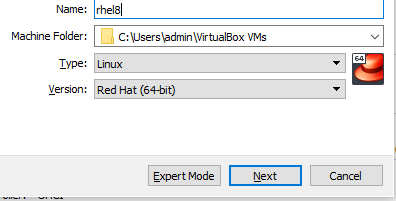 Name: rhel8
Machine Folder: C:\Users\admin\VirtualBox VMs
Type: Linux
64
Version: Red Hat (64-bit)
Expert Mode Next Cancel